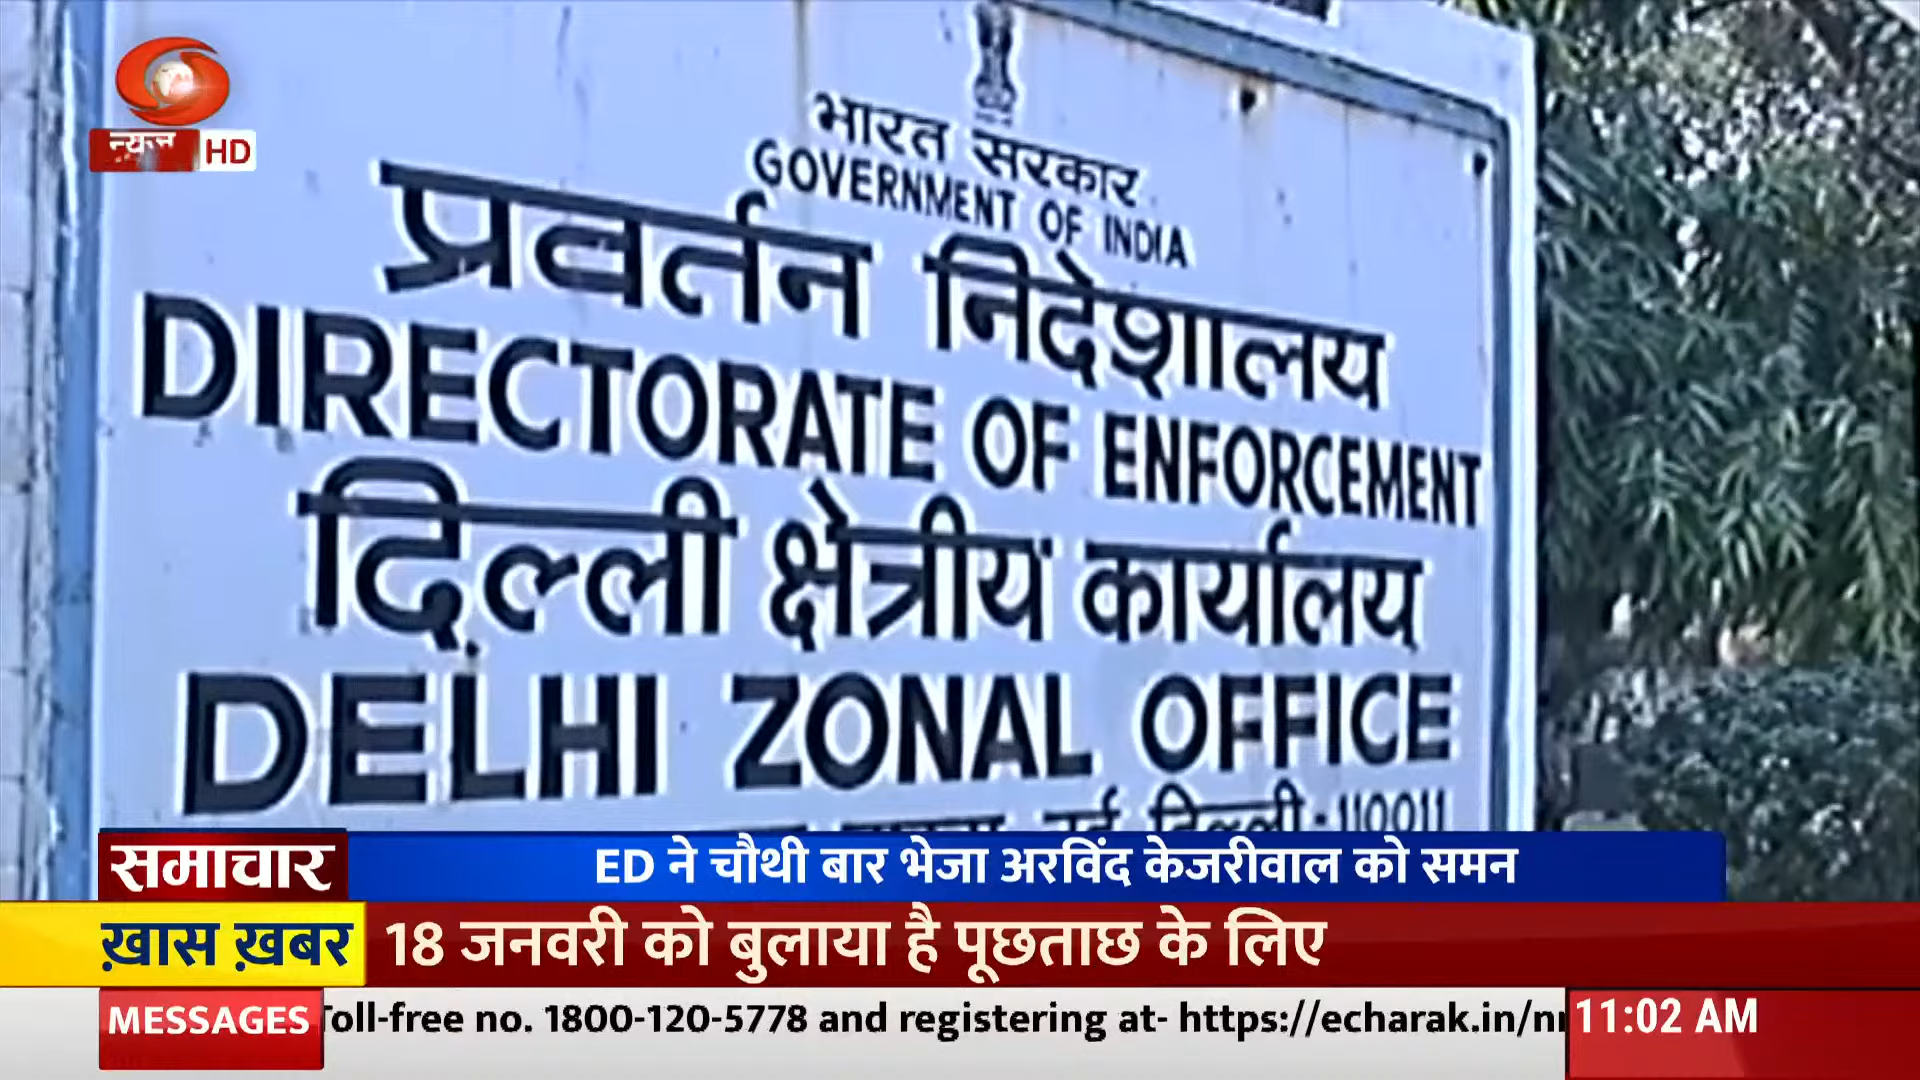 न्यूज़ HD
भारत सरकार
GOVERNMENT OF INDIA
प्रवर्तन निदेशालय
DIRECTORATE OF ENFORCEMENT
दिल्ली क्षेत्रीय कार्यालय
DELHI ZONAL OFFICE
दिल्ली - 110011
समाचार ED ने चौथी बार भेजा अरविंद केजरीवाल को समन
ख़ास ख़बर 18 जनवरी को बुलाया है पूछताछ के लिए
MESSAGES Toll-free no. 1800-120-5778 and registering at- https://echarak.in/n 11:02 AM